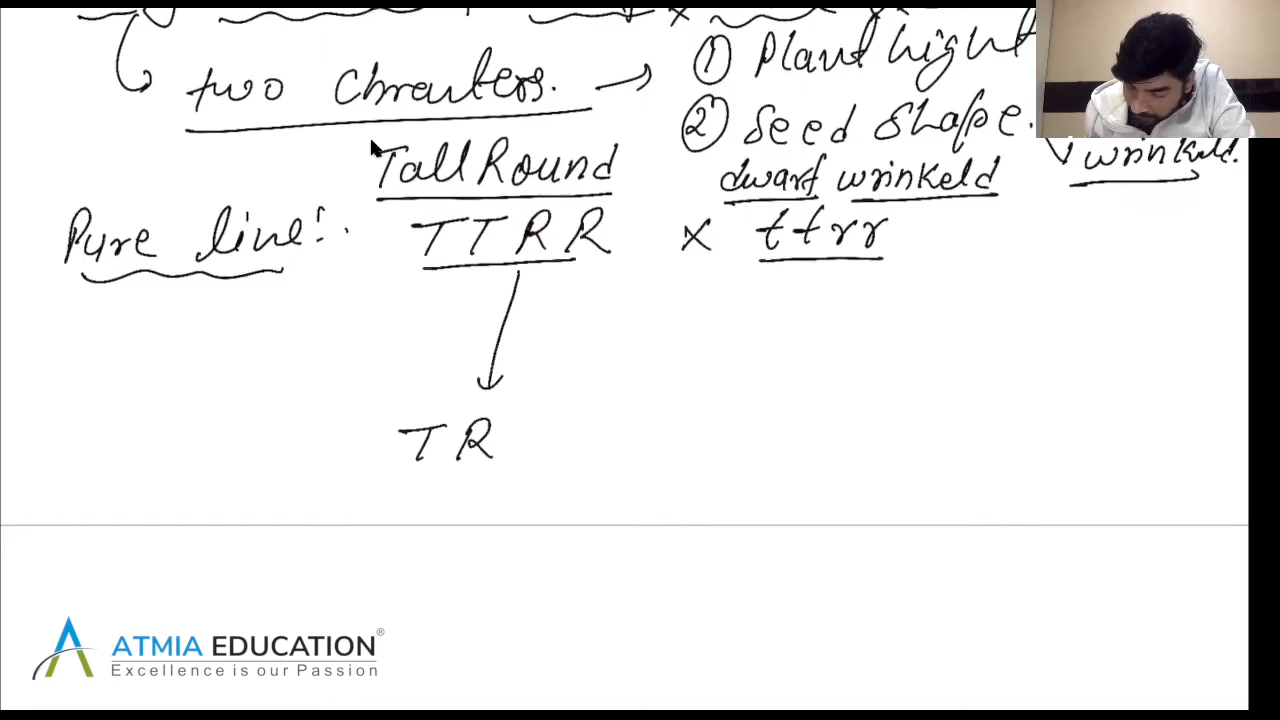 ① Plant hight
two Chraters. → ② Seed Shape.
wrinkeld.
Tall Round dwarf wrinkeld
Pure line:. TTRR × ttrr
TR
ATMIA EDUCATION®
Excellence is our Passion